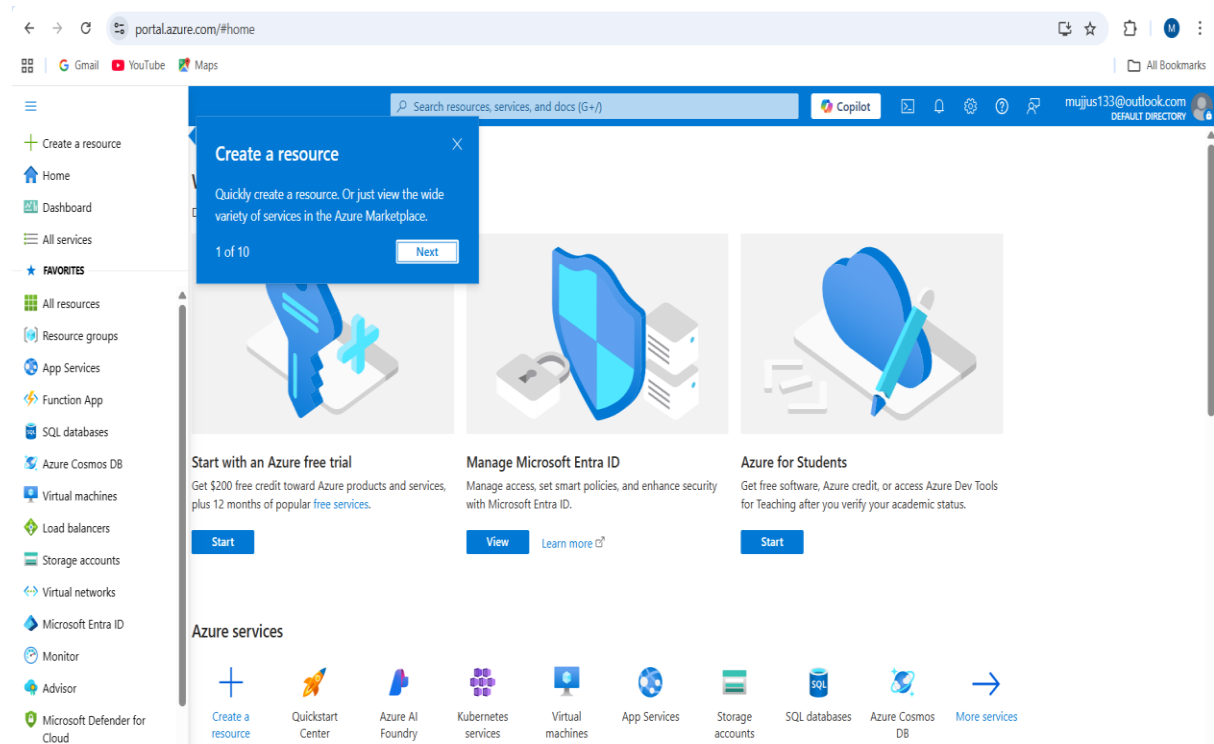 portal.azure.com/#home
Gmail
YouTube
Maps
All Bookmarks
Search resources, services, and docs (G+/)
Copilot
mujjus133@outlook.com
DEFAULT DIRECTORY
M
Create a resource
Home
Dashboard
All services
FAVORITES
All resources
Resource groups
App Services
Function App
SQL databases
Azure Cosmos DB
Virtual machines
Load balancers
Storage accounts
Virtual networks
Microsoft Entra ID
Monitor
Advisor
Microsoft Defender for
Cloud
Create a resource
Quickly create a resource. Or just view the wide
variety of services in the Azure Marketplace.
1 of 10
Next
Start with an Azure free trial
Get $200 free credit toward Azure products and services,
plus 12 months of popular free services.
Start
Manage Microsoft Entra ID
Manage access, set smart policies, and enhance security
with Microsoft Entra ID.
View
Learn more
Azure for Students
Get free software, Azure credit, or access Azure Dev Tools
for Teaching after you verify your academic status.
Start
Azure services
Create a
resource
Quickstart
Center
Azure AI
Foundry
Kubernetes
services
Virtual
machines
App Services
Storage
accounts
SQL
SQL databases
Azure Cosmos
DB
More services